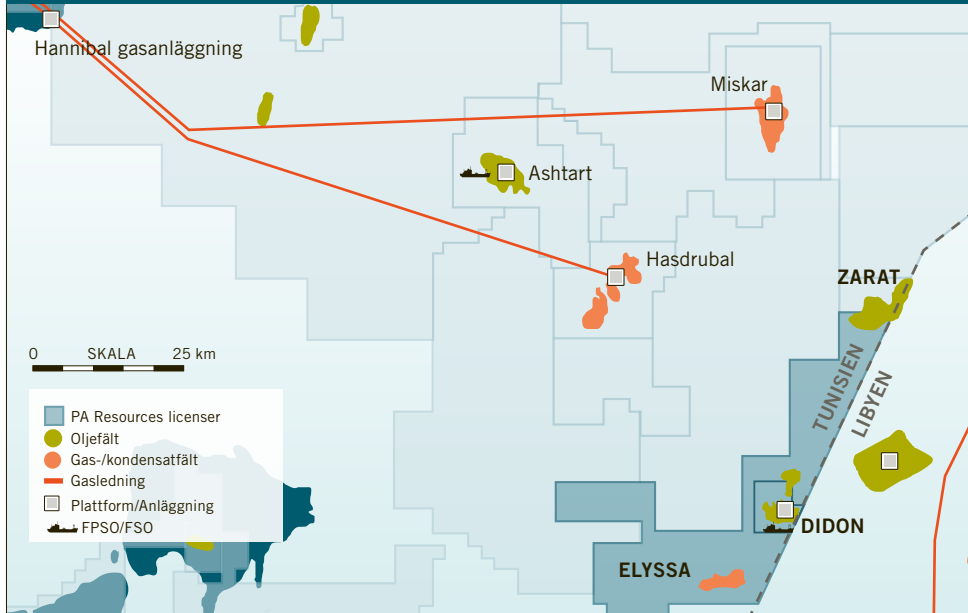 Hannibal gasanläggning
Miskar
Ashtart
Hasdrubal
ZARAT
0 SKALA 25 km
TUNISIEN
LIBYEN
PA Resources licenser
Oljefält
Gas-/kondensatfält
Gasledning
Plattform/Anläggning
FPSO/FSO
DIDON
ELYSSA